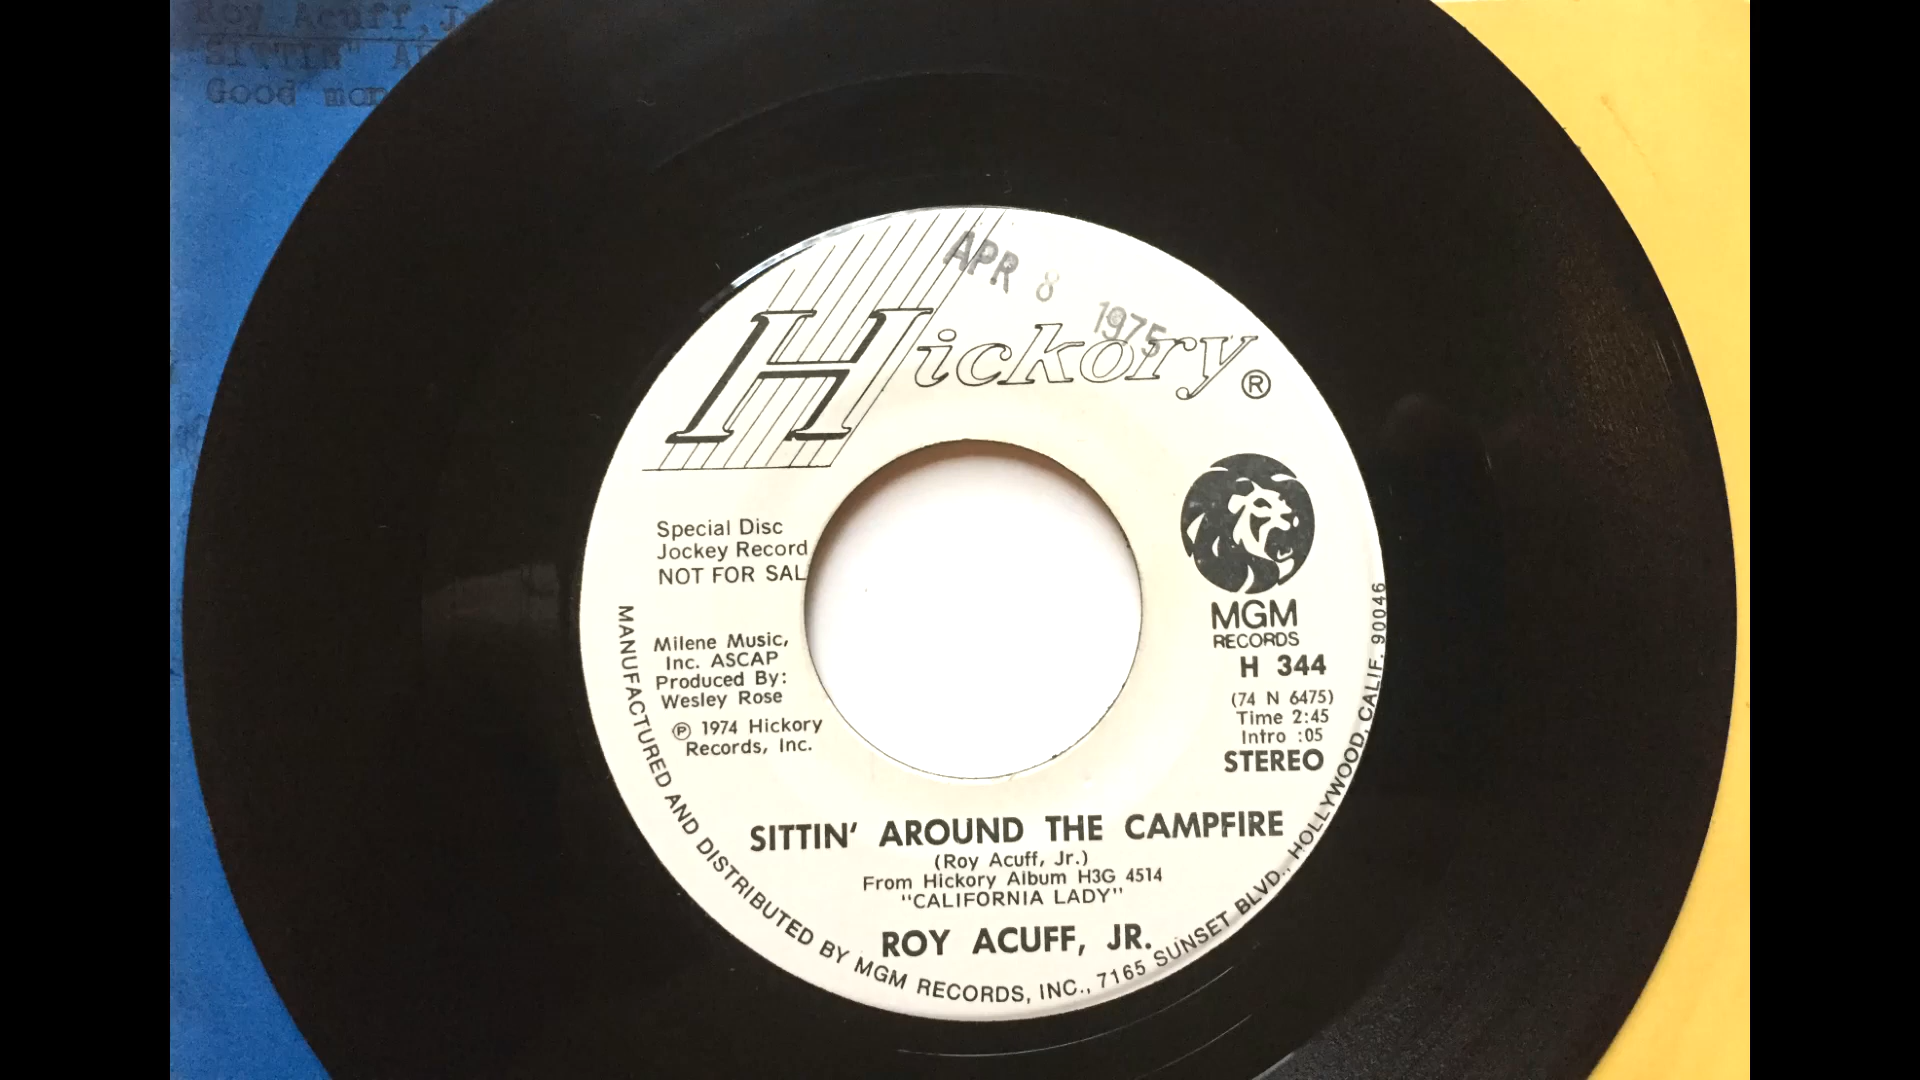 Roy Acuff, Jr
SITTIN" A
Good mor
APR 8 1975
Hickory ®
Special Disc
Jockey Record
NOT FOR SAL
Milene Music,
Inc. ASCAP
Produced By:
Wesley Rose
℗ 1974 Hickory
Records, Inc.
MGM
RECORDS
H 344
(74 N 6475)
Time 2:45
Intro :05
STEREO
SITTIN' AROUND THE CAMPFIRE
(Roy Acuff, Jr.)
From Hickory Album H3G 4514
"CALIFORNIA LADY"
ROY ACUFF, JR.
MANUFACTURED AND DISTRIBUTED BY MGM RECORDS, INC., 7165 SUNSET BLVD., HOLLYWOOD, CALIF. 90046